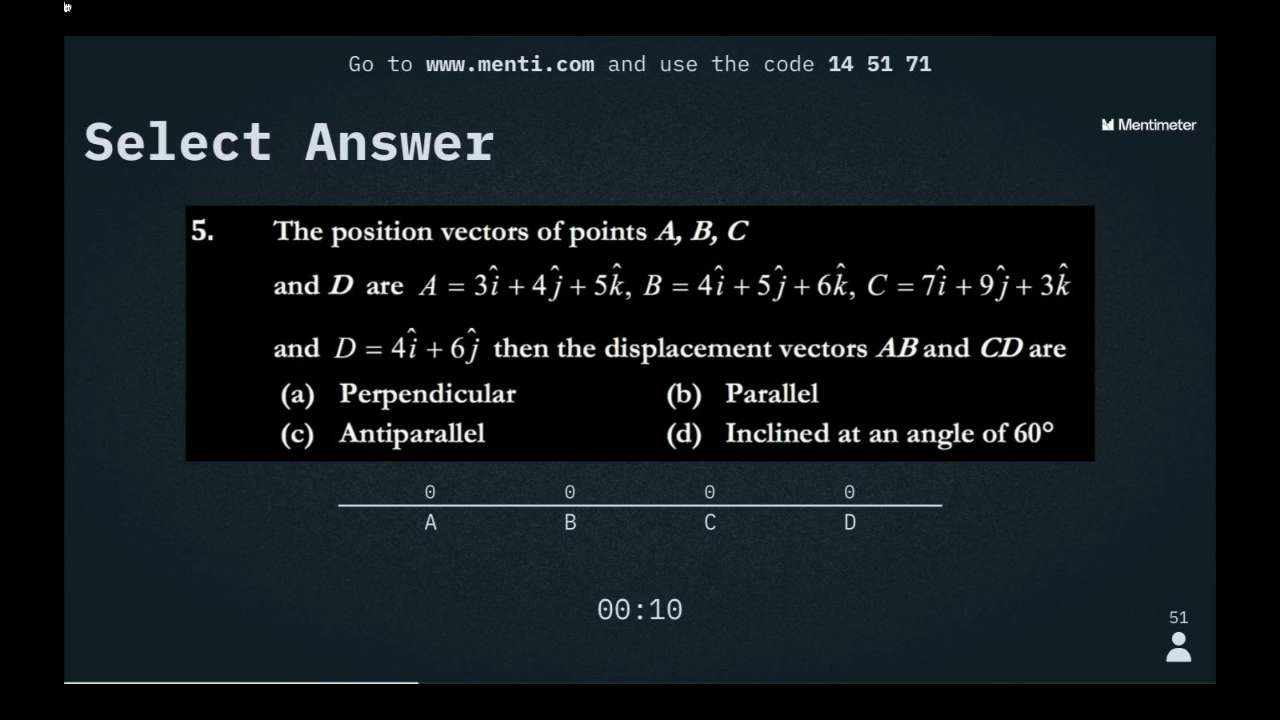 Go to www.menti.com and use the code 14 51 71
Select Answer
Mentimeter
5. The position vectors of points A, B, C
and D are A = 3î + 4ĵ + 5k̂, B = 4î + 5ĵ + 6k̂, C = 7î + 9ĵ + 3k̂
and D = 4î + 6ĵ then the displacement vectors AB and CD are
(a) Perpendicular (b) Parallel
(c) Antiparallel (d) Inclined at an angle of 60°
0 0 0 0
A B C D
00:10
51